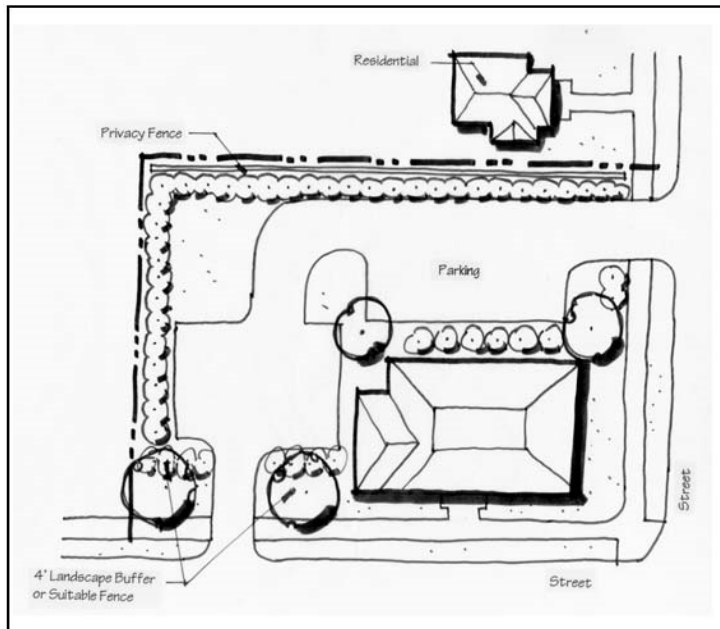 Residential
Privacy Fence
Parking
Street
4' Landscape Buffer
or Suitable Fence
Street